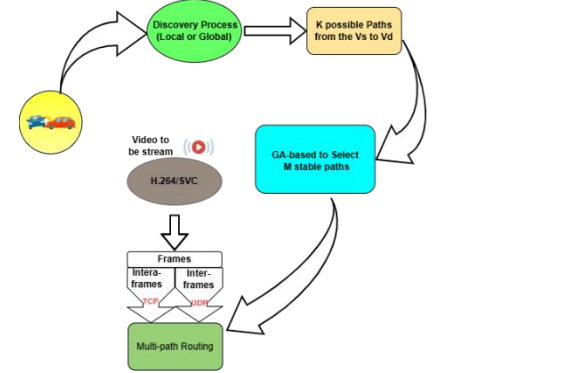 Discovery Process
(Local or Global)
K possible Paths
from the Vs to Vd
Video to
be stream
H.264/SVC
GA-based to Select
M stable paths
Frames
Intera-
frames
Inter-
frames
TCP
UDP
Multi-path Routing